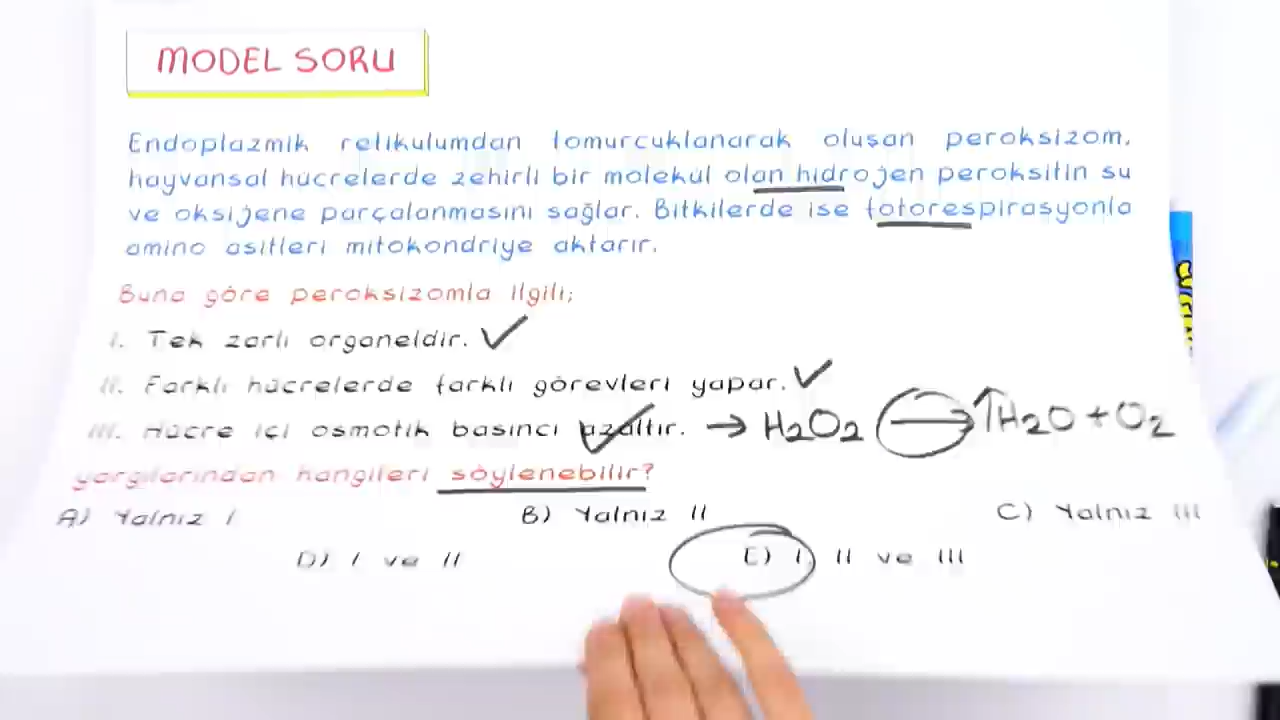 MODEL SORU
Endoplazmik retikulumdan tomurcuklanarak oluşan peroksizom,
hayvansal hücrelerde zehirli bir molekül olan hidrojen peroksitin su
ve oksijene parçalanmasını sağlar. Bitkilerde ise fotorespirasyonla
amino asitleri mitokondriye aktarır.
Buna göre peroksizomla ilgili;
I. Tek zarlı organeldir.
II. Farklı hücrelerde farklı görevleri yapar.
III. Hücre içi osmotik basıncı azaltır. → H2O2 → ↑H2O + O2
yargılarından hangileri söylenebilir?
A) Yalnız I B) Yalnız II C) Yalnız III
D) I ve II E) I, II ve III